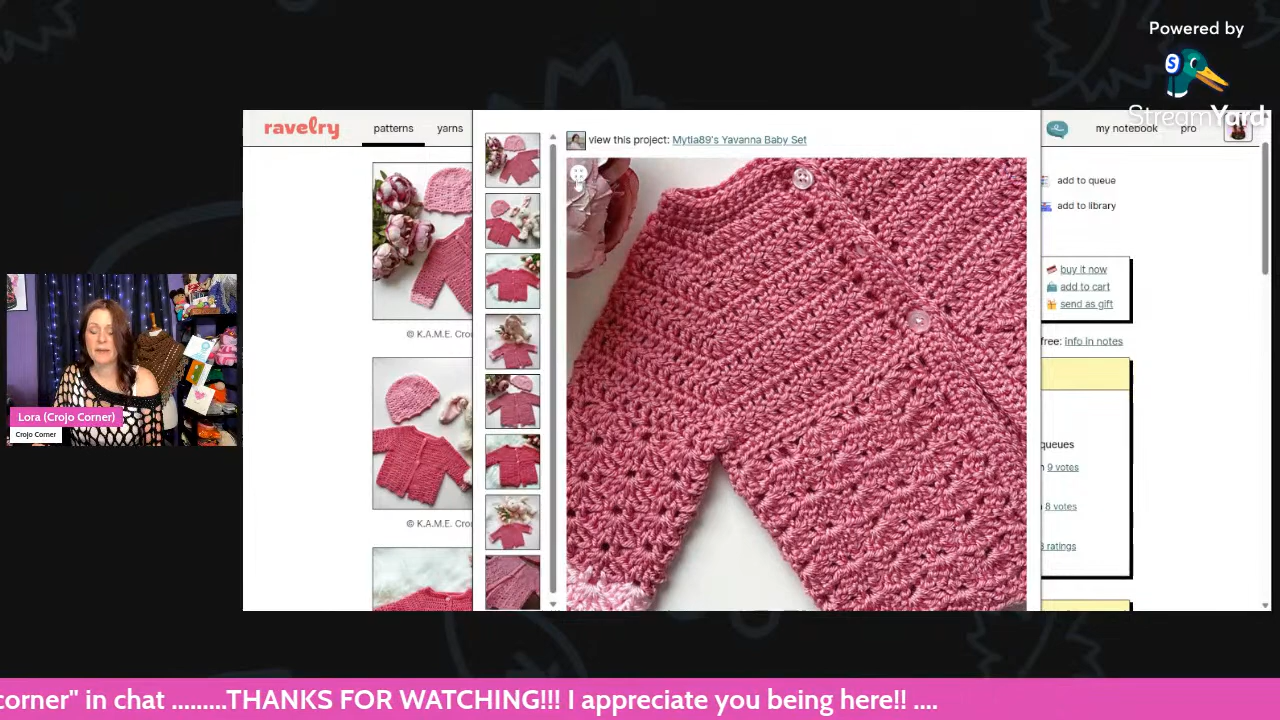 Powered by
StreamYard
ravelry
patterns
yarns
my notebook
pro
view this project: Mytia89's Yavanna Baby Set
add to queue
add to library
buy it now
add to cart
send as gift
free: info in notes
© K.A.M.E. Cro
queues
9 votes
8 votes
ratings
© K.A.M.E. Cro
Lora (Crojo Corner)
Crojo Corner
corner" in chat .........THANKS FOR WATCHING!!! I appreciate you being here!! ....